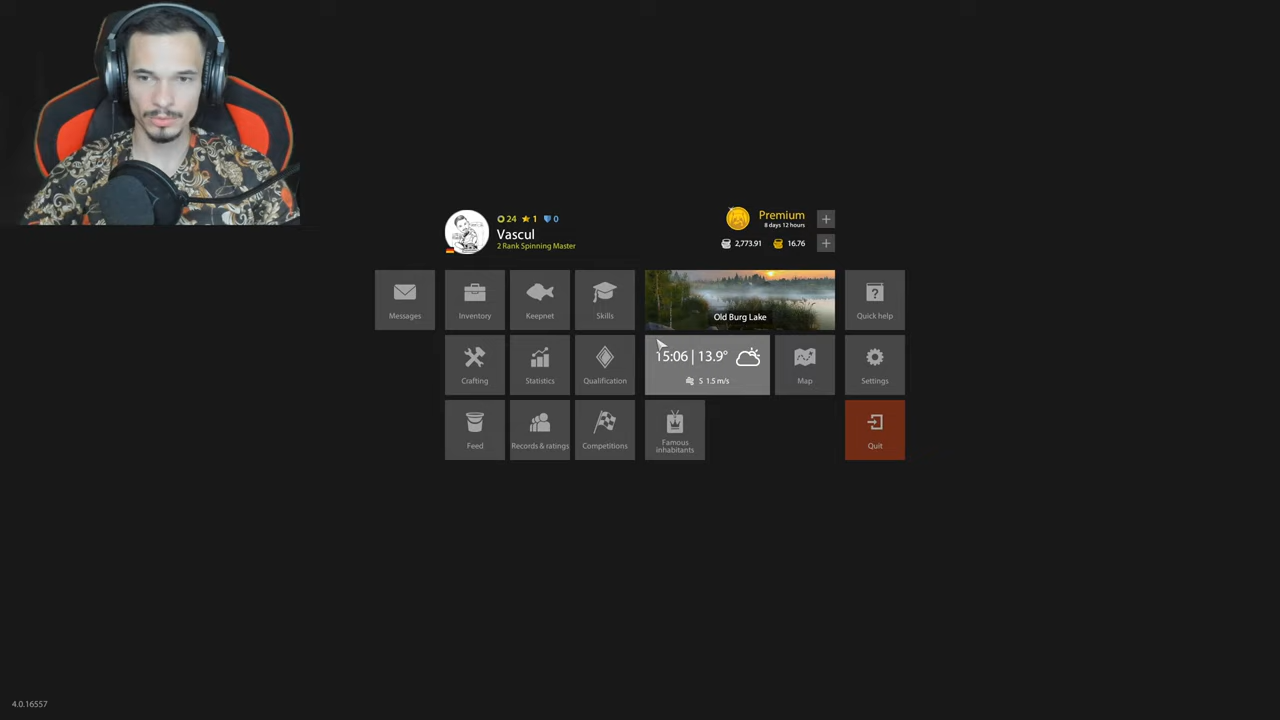 24 1 0
Vascul
2 Rank Spinning Master
Premium
8 days 12 hours
2,773.91 16.76
Messages
Inventory
Keepnet
Skills
Old Burg Lake
Quick help
Crafting
Statistics
Qualification
15:06 | 13.9°
S 1.5 m/s
Map
Settings
Feed
Records & ratings
Competitions
Famous
inhabitants
Quit
4.0.16557